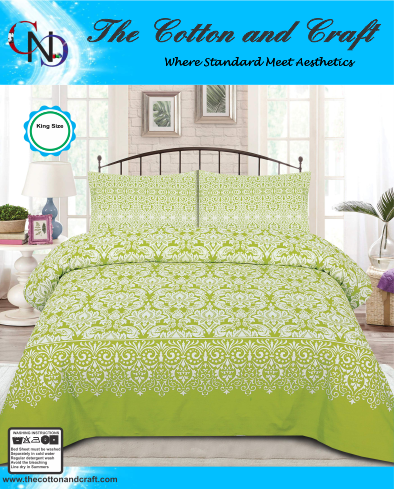 CND
The Cotton and Craft
Where Standard Meet Aesthetics
King Size
WASHING INSTRUCTIONS
Bed Sheet must be washed
Separately in cold water
Regular detergent wash
Avoid the bleaching
Line dry in Summers
www.thecottonandcraft.com